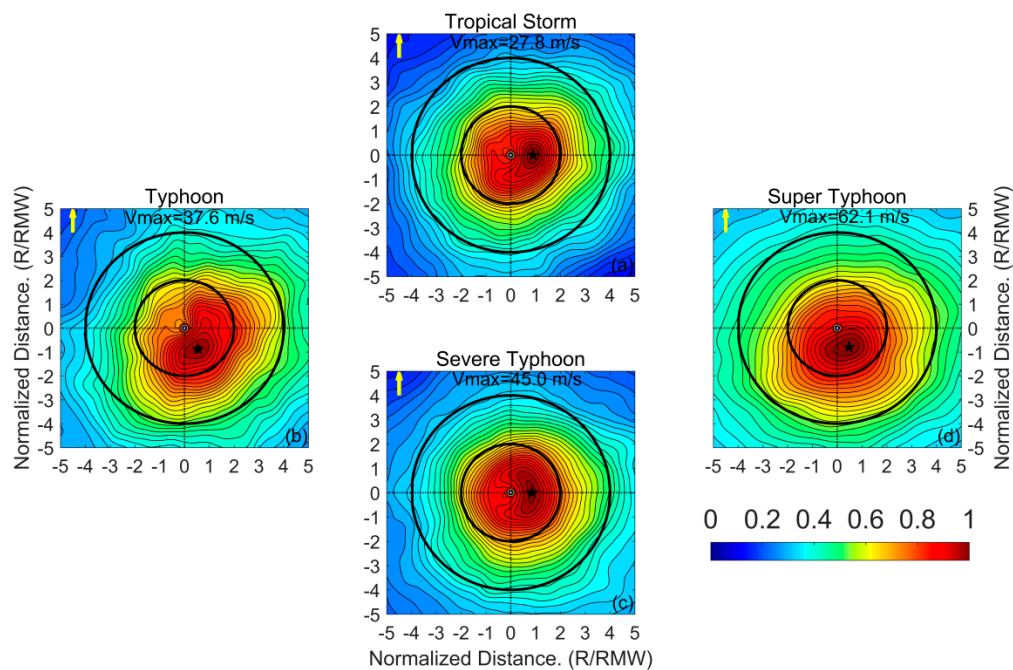 Tropical Storm
Vmax=27.8 m/s
5
4
3
2
1
0
-1
-2
-3
-4
-5
(a)
-5 -4 -3 -2 -1 0 1 2 3 4 5
Typhoon
Vmax=37.6 m/s
Normalized Distance. (R/RMW)
5
4
3
2
1
0
-1
-2
-3
-4
-5
(b)
-5 -4 -3 -2 -1 0 1 2 3 4 5
Super Typhoon
Vmax=62.1 m/s
5
4
3
2
1
0
-1
-2
-3
-4
-5
Normalized Distance. (R/RMW)
(d)
-5 -4 -3 -2 -1 0 1 2 3 4 5
Severe Typhoon
Vmax=45.0 m/s
5
4
3
2
1
0
-1
-2
-3
-4
-5
(c)
-5 -4 -3 -2 -1 0 1 2 3 4 5
Normalized Distance. (R/RMW)
0 0.2 0.4 0.6 0.8 1